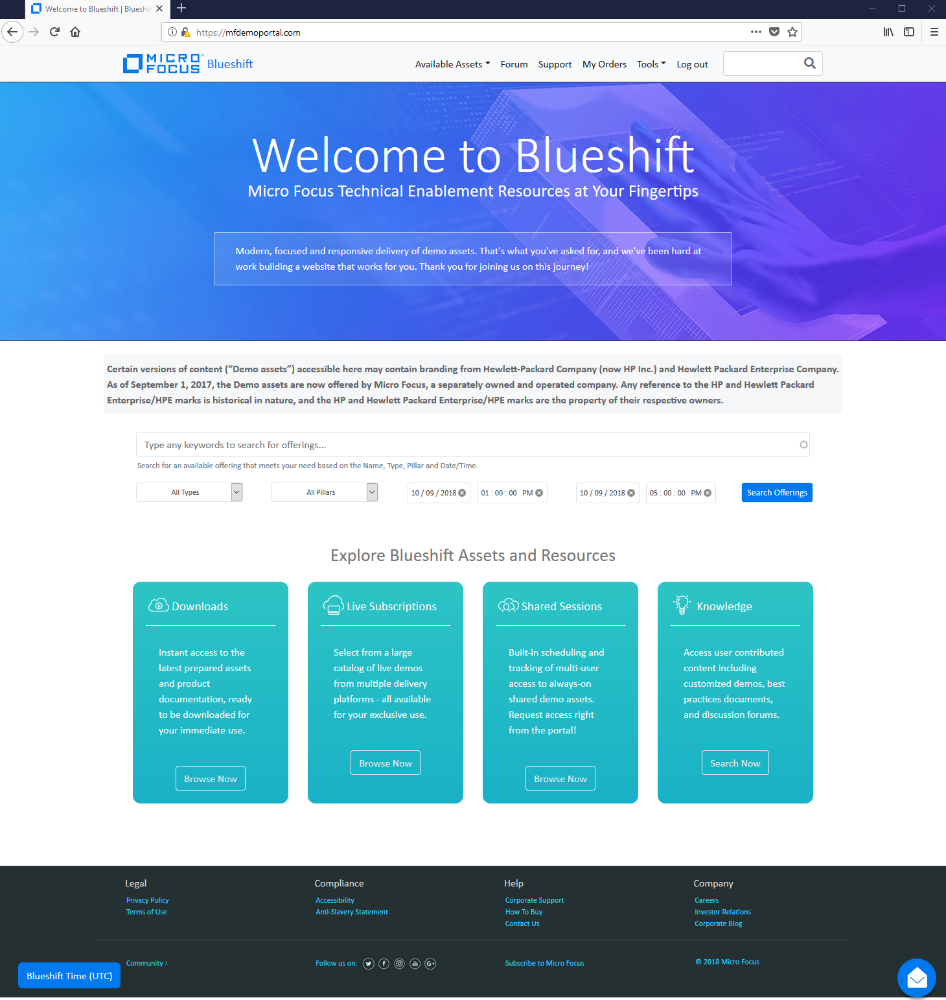 Welcome to Blueshift | Blueshif
https://mfdemoportal.com
MICRO FOCUS Blueshift
Available Assets Forum Support My Orders Tools Log out
Welcome to Blueshift
Micro Focus Technical Enablement Resources at Your Fingertips
Modern, focused and responsive delivery of demo assets. That's what you've asked for, and we've been hard at
work building a website that works for you. Thank you for joining us on this journey!
Certain versions of content (“Demo assets”) accessible here may contain branding from Hewlett-Packard Company (now HP Inc.) and Hewlett Packard Enterprise Company.
As of September 1, 2017, the Demo assets are now offered by Micro Focus, a separately owned and operated company. Any reference to the HP and Hewlett Packard
Enterprise/HPE marks is historical in nature, and the HP and Hewlett Packard Enterprise/HPE marks are the property of their respective owners.
Type any keywords to search for offerings...
Search for an available offering that meets your need based on the Name, Type, Pillar and Date/Time.
All Types All Pillars 10 / 09 / 2018 01 : 00 : 00 PM 10 / 09 / 2018 05 : 00 : 00 PM Search Offerings
Explore Blueshift Assets and Resources
Downloads
Instant access to the
latest prepared assets
and product
documentation, ready
to be downloaded for
your immediate use.
Browse Now
Live Subscriptions
Select from a large
catalog of live demos
from multiple delivery
platforms - all available
for your exclusive use.
Browse Now
Shared Sessions
Built-in scheduling and
tracking of multi-user
access to always-on
shared demo assets.
Request access right
from the portal!
Browse Now
Knowledge
Access user contributed
content including
customized demos, best
practices documents,
and discussion forums.
Search Now
Legal
Privacy Policy
Terms of Use
Compliance
Accessibility
Anti-Slavery Statement
Help
Corporate Support
How To Buy
Contact Us
Company
Careers
Investor Relations
Corporate Blog
Community ›
Follow us on:
Subscribe to Micro Focus
© 2018 Micro Focus
Blueshift Time (UTC)